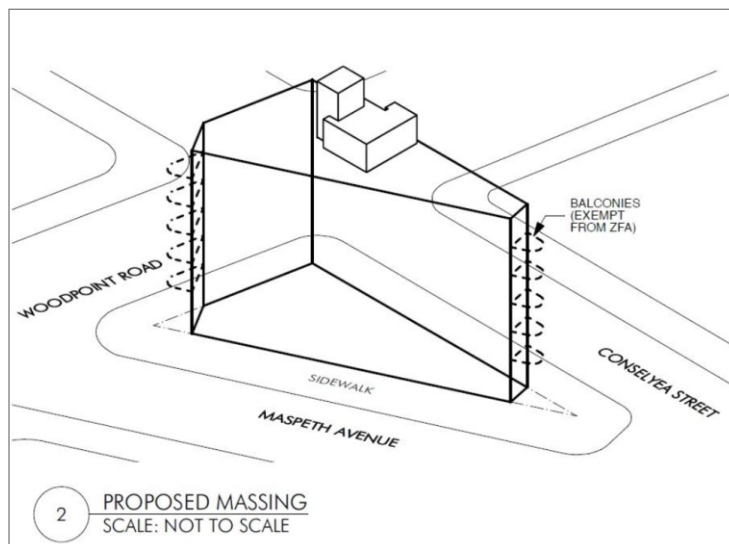 BALCONIES
(EXEMPT
FROM ZFA)
WOODPOINT ROAD
CONSELYEA STREET
SIDEWALK
MASPETH AVENUE
2
PROPOSED MASSING
SCALE: NOT TO SCALE